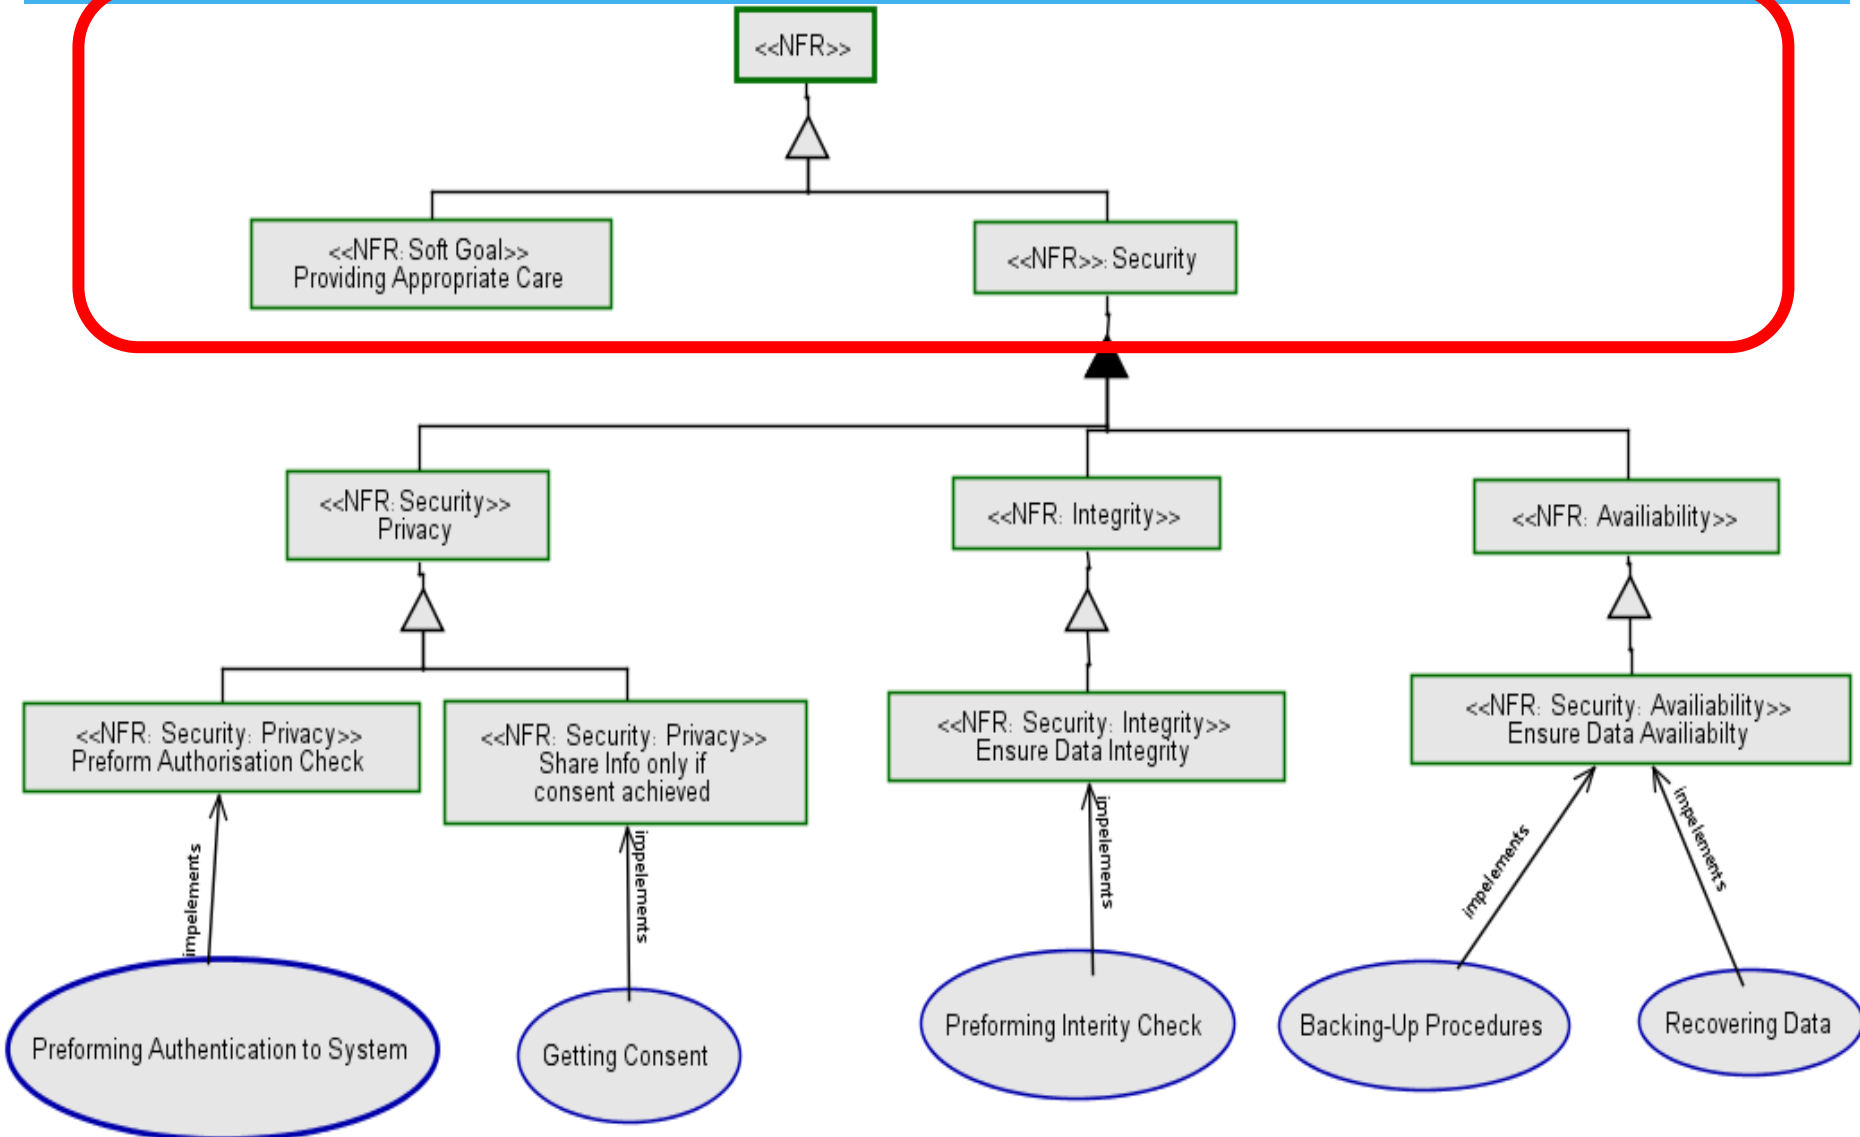 <<NFR>>
<<NFR: Soft Goal>>
Providing Appropriate Care
<<NFR>>: Security
<<NFR: Security>>
Privacy
<<NFR: Integrity>>
<<NFR: Availiability>>
<<NFR: Security: Privacy>>
Preform Authorisation Check
<<NFR: Security: Privacy>>
Share Info only if
consent achieved
<<NFR: Security: Integrity>>
Ensure Data Integrity
<<NFR: Security: Availiability>>
Ensure Data Availiabilty
impelements
impelements
impelements
impelements
impelements
Preforming Authentication to System
Getting Consent
Preforming Interity Check
Backing-Up Procedures
Recovering Data